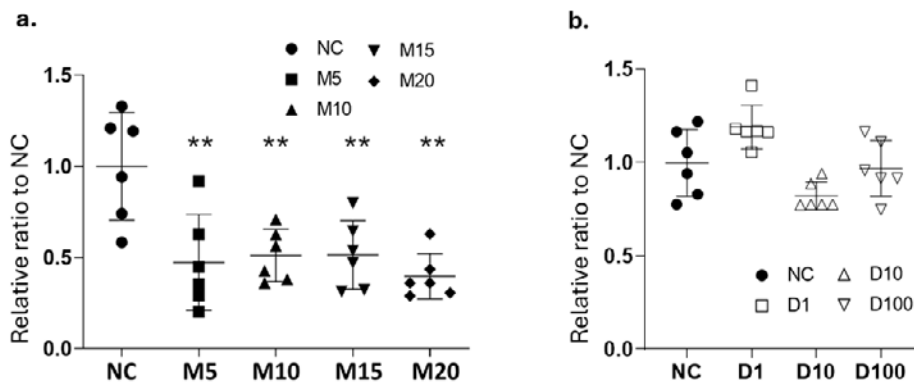 a.
Relative ratio to NC
1.5
1.0
0.5
0.0
NC
M5
M10
M15
M20
** ** ** **
NC M5 M10 M15 M20
b.
Relative ratio to NC
1.5
1.0
0.5
0.0
NC
D1
D10
D100
NC D1 D10 D100